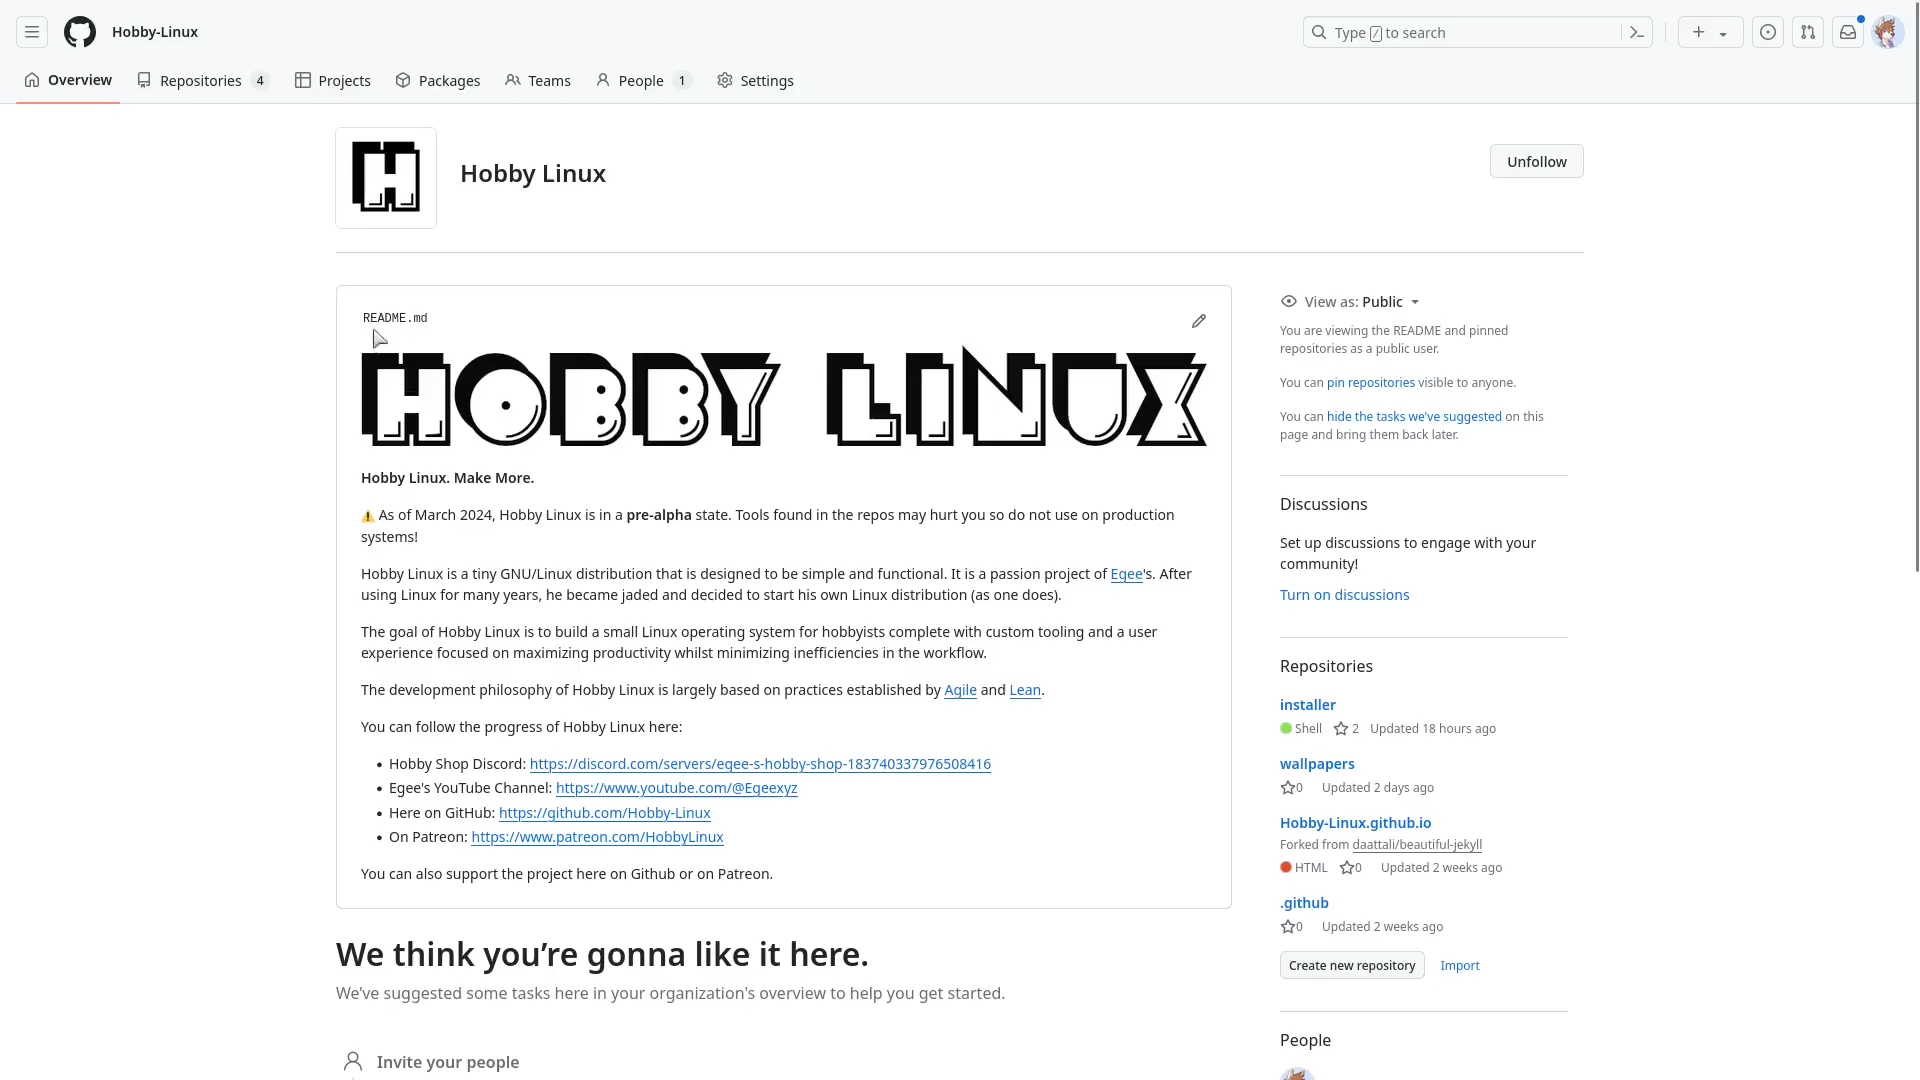 Hobby-Linux
Type / to search
Overview
Repositories 4
Projects
Packages
Teams
People 1
Settings
H
Hobby Linux
Unfollow
README.md
HOBBY LINUX
Hobby Linux. Make More.
⚠️ As of March 2024, Hobby Linux is in a pre-alpha state. Tools found in the repos may hurt you so do not use on production
systems!
Hobby Linux is a tiny GNU/Linux distribution that is designed to be simple and functional. It is a passion project of Egee's. After
using Linux for many years, he became jaded and decided to start his own Linux distribution (as one does).
The goal of Hobby Linux is to build a small Linux operating system for hobbyists complete with custom tooling and a user
experience focused on maximizing productivity whilst minimizing inefficiencies in the workflow.
The development philosophy of Hobby Linux is largely based on practices established by Agile and Lean.
You can follow the progress of Hobby Linux here:
• Hobby Shop Discord: https://discord.com/servers/egee-s-hobby-shop-183740337976508416
• Egee's YouTube Channel: https://www.youtube.com/@Egeexyz
• Here on GitHub: https://github.com/Hobby-Linux
• On Patreon: https://www.patreon.com/HobbyLinux
You can also support the project here on Github or on Patreon.
We think you’re gonna like it here.
We’ve suggested some tasks here in your organization's overview to help you get started.
Invite your people
View as: Public
You are viewing the README and pinned
repositories as a public user.
You can pin repositories visible to anyone.
You can hide the tasks we've suggested on this
page and bring them back later.
Discussions
Set up discussions to engage with your
community!
Turn on discussions
Repositories
installer
Shell 2 Updated 18 hours ago
wallpapers
0 Updated 2 days ago
Hobby-Linux.github.io
Forked from daattali/beautiful-jekyll
HTML 0 Updated 2 weeks ago
.github
0 Updated 2 weeks ago
Create new repository
Import
People